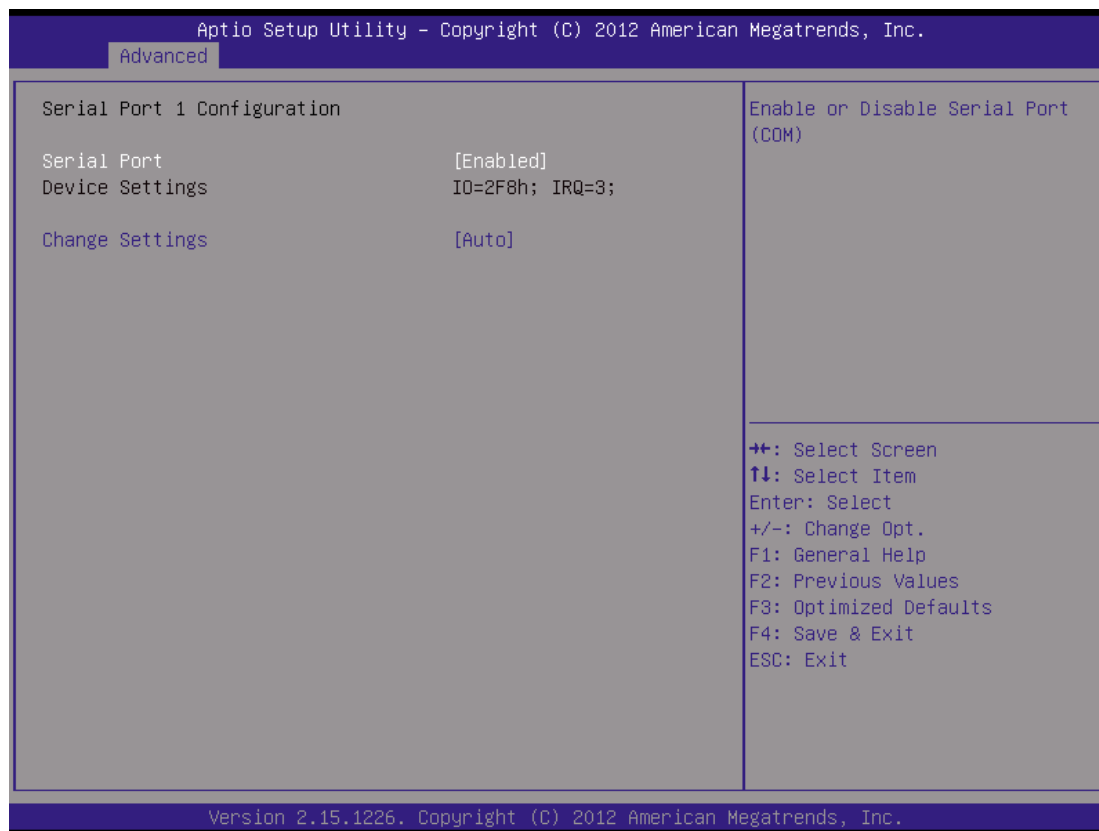 Aptio Setup Utility – Copyright (C) 2012 American Megatrends, Inc.
Advanced
Serial Port 1 Configuration
Serial Port [Enabled]
Device Settings IO=2F8h; IRQ=3;
Change Settings [Auto]
Enable or Disable Serial Port
(COM)
→←: Select Screen
↑↓: Select Item
Enter: Select
+/-: Change Opt.
F1: General Help
F2: Previous Values
F3: Optimized Defaults
F4: Save & Exit
ESC: Exit
Version 2.15.1226. Copyright (C) 2012 American Megatrends, Inc.